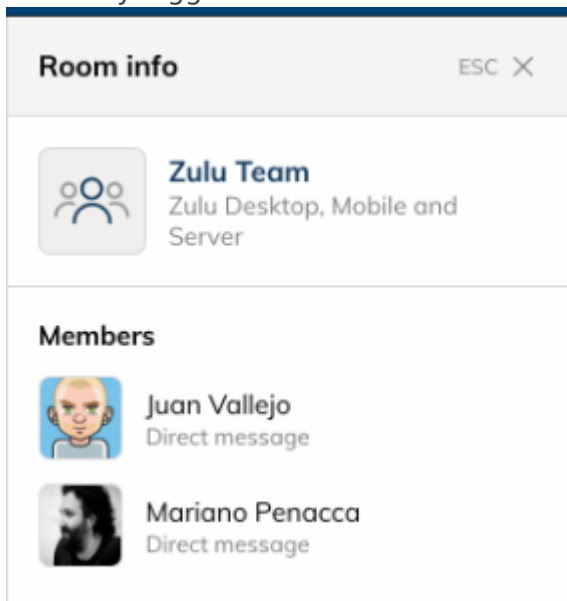 Room info
ESC
Zulu Team
Zulu Desktop, Mobile and
Server
Members
Juan Vallejo
Direct message
Mariano Penacca
Direct message